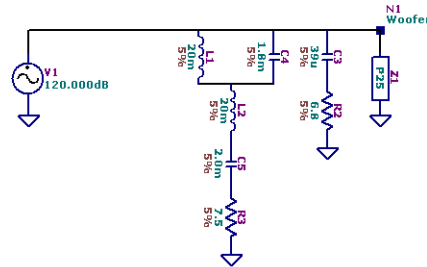 N1
Woofer
V1
120.000dB
L1
20m
5%
C4
1.8m
5%
C3
39u
5%
Z1
P25
L2
20m
5%
R2
6.8
5%
C5
2.0m
5%
R3
7.5
5%